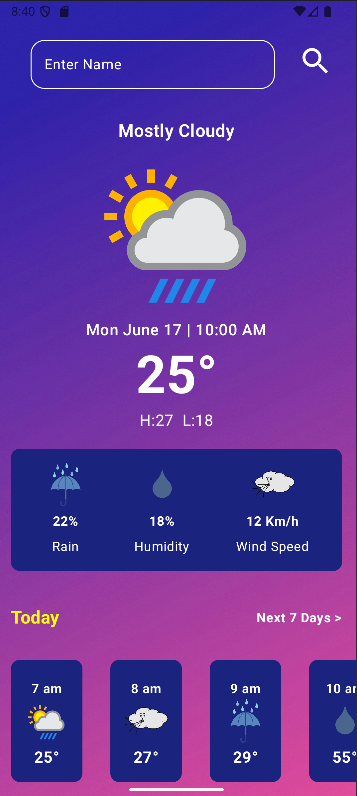 8:40
Enter Name
Mostly Cloudy
Mon June 17 | 10:00 AM
25°
H:27 L:18
22% 18% 12 Km/h
Rain Humidity Wind Speed
Today Next 7 Days >
7 am 8 am 9 am 10 am
25° 27° 29° 55°